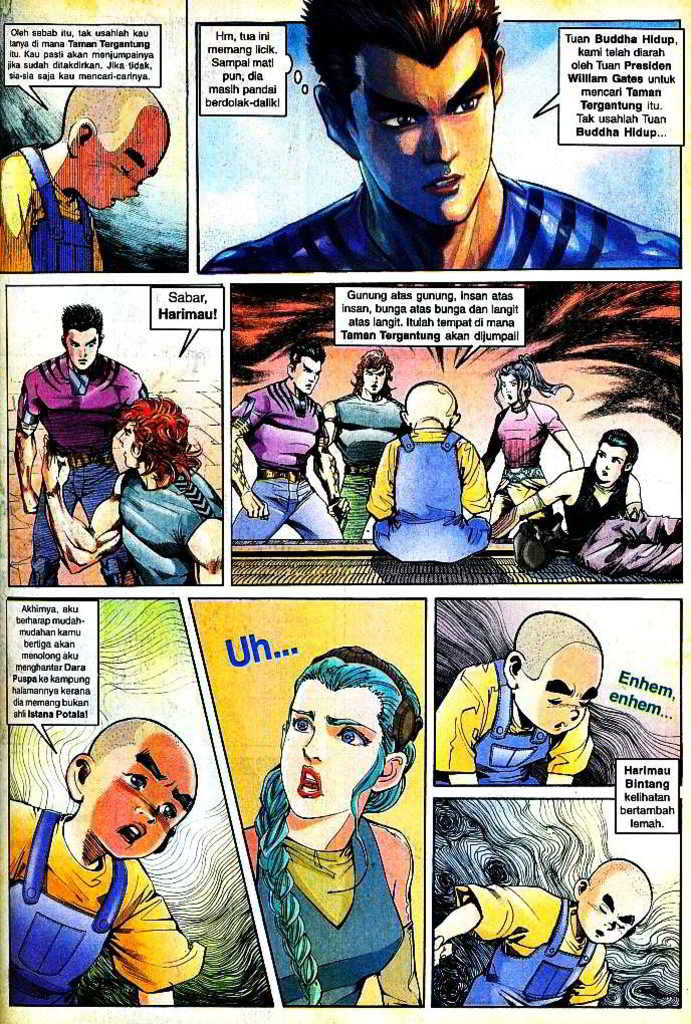 Oleh sebab itu, tak usahlah kau
tanya di mana Taman Tergantung
itu. Kau pasti akan menjumpainya
jika sudah ditakdirkan. Jika tidak,
sia-sia saja kau mencari-carinya.
Hm, tua ini
memang licik.
Sampai mati
pun, dia
masih pandai
berdolak-dalik!
Tuan Buddha Hidup,
kami telah diarah
oleh Tuan Presiden
William Gates untuk
mencari Taman
Tergantung itu.
Tak usahlah Tuan
Buddha Hidup...
Sabar,
Harimau!
Gunung atas gunung, insan atas
insan, bunga atas bunga dan langit
atas langit. Itulah tempat di mana
Taman Tergantung akan dijumpai!
Akhirnya, aku
berharap mudah-
mudahan kamu
bertiga akan
menolong aku
menghantar Dara
Puspa ke kampung
halamannya kerana
dia memang bukan
ahli Istana Potala!
Uh...
Enhem,
enhem...
Harimau
Bintang
kelihatan
bertambah
lemah.